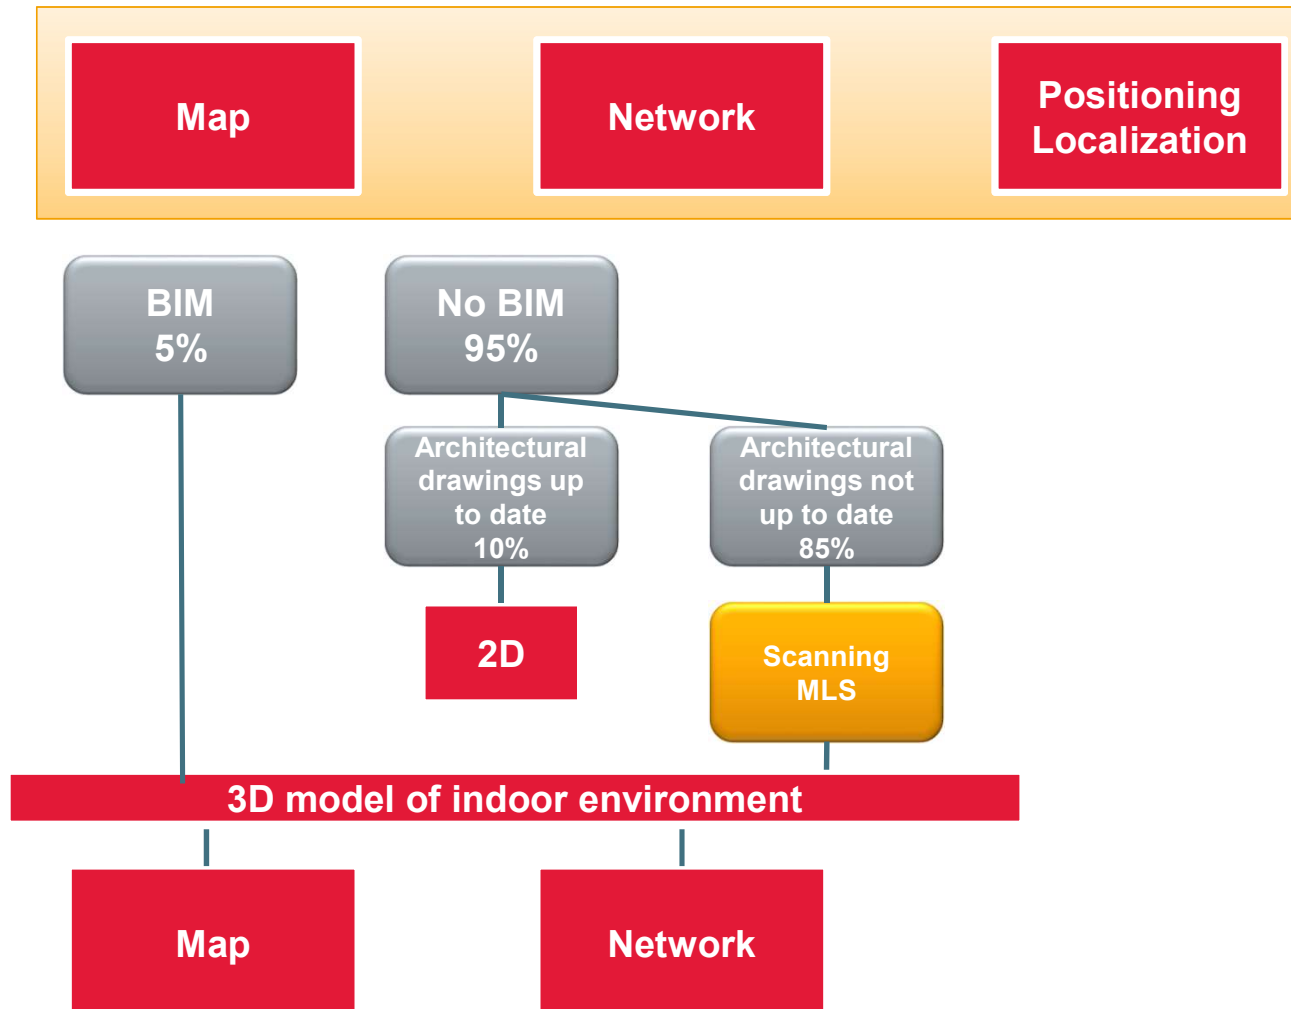 Map
Network
Positioning
Localization
BIM
5%
No BIM
95%
Architectural
drawings up
to date
10%
Architectural
drawings not
up to date
85%
2D
Scanning
MLS
3D model of indoor environment
Map
Network